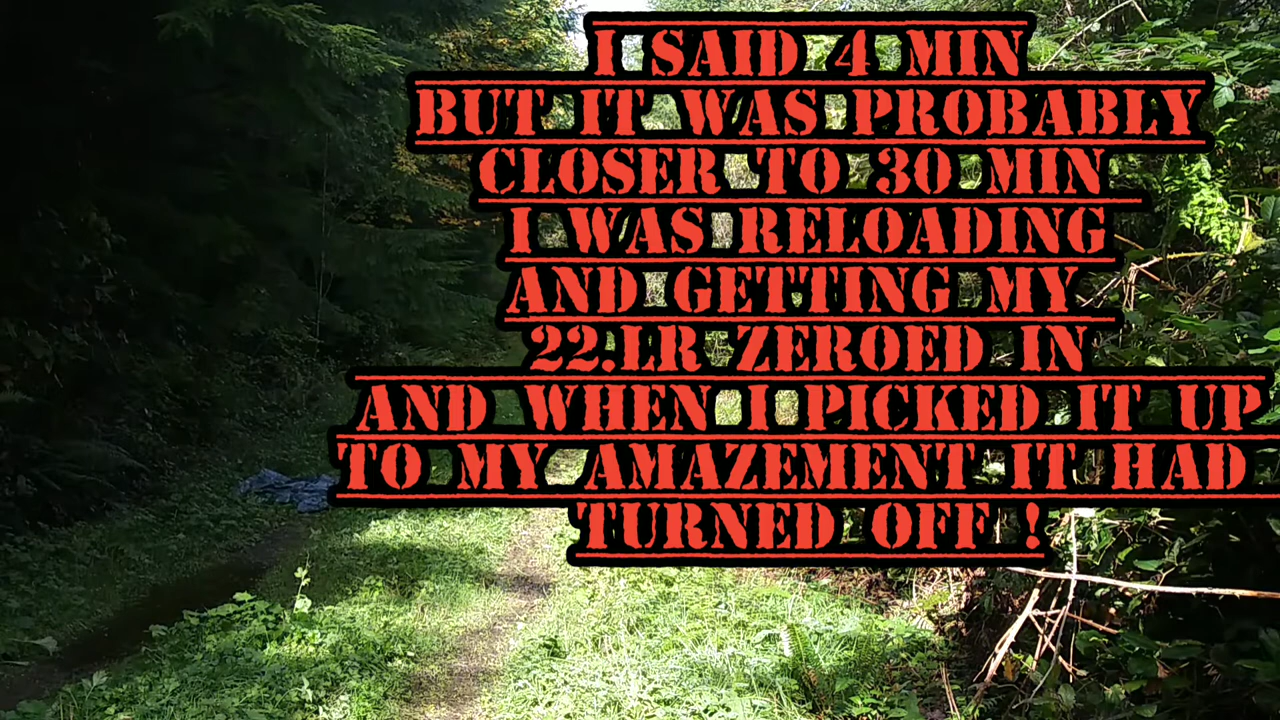 I SAID 4 MIN
BUT IT WAS PROBABLY
CLOSER TO 30 MIN
I WAS RELOADING
AND GETTING MY
22.LR ZEROED IN
AND WHEN I PICKED IT UP
TO MY AMAZEMENT IT HAD
TURNED OFF !